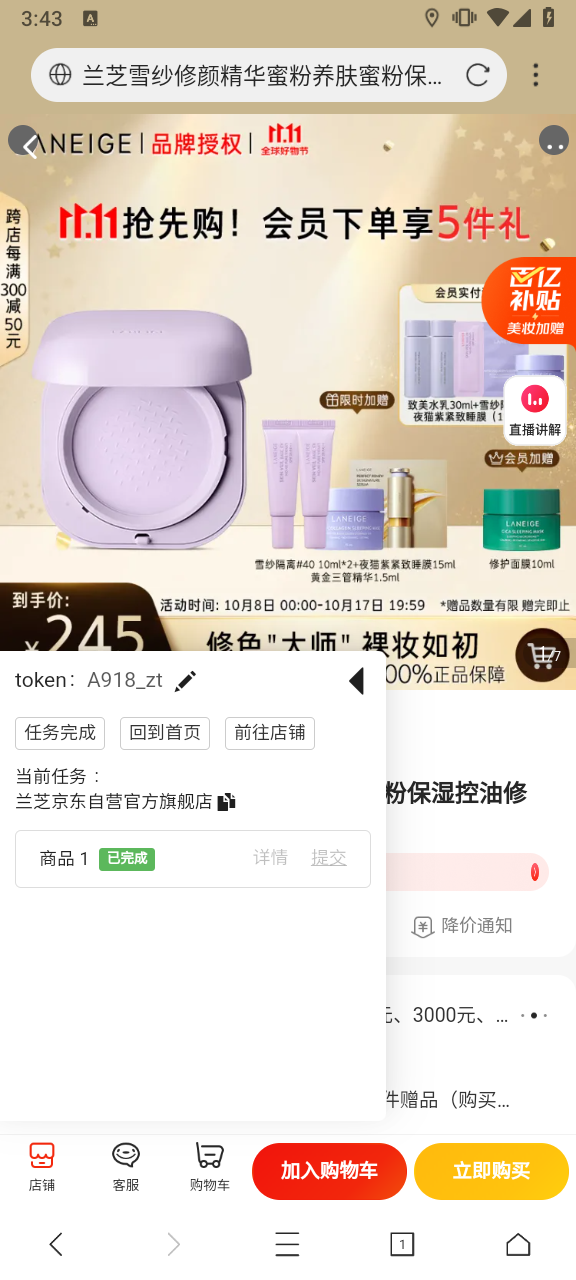 3:43
兰芝雪纱修颜精华蜜粉养肤蜜粉保...
ANEIGE | 品牌授权 | 11.11 全球好物节
11.11抢先购！会员下单享5件礼
跨店每满300减50元
会员实付
百亿补贴
美妆加赠
致美水乳30ml+雪纱
夜猫紫紧致睡膜（1
直播讲解
限时加赠
会员加赠
LANEIGE
LANEIGE
雪纱隔离#40 10ml*2+夜猫紫紧致睡膜15ml
黄金三管精华1.5ml
修护面膜10ml
到手价：
活动时间：10月8日 00:00-10月17日 19:59
*赠品数量有限 赠完即止
¥245
修色"大师" 裸妆如初
00%正品保障
token： A918_zt
任务完成
回到首页
前往店铺
当前任务：
兰芝京东自营官方旗舰店
粉保湿控油修
商品 1
已完成
详情
提交
降价通知
元、3000元、...
件赠品（购买...
店铺
客服
购物车
加入购物车
立即购买
1